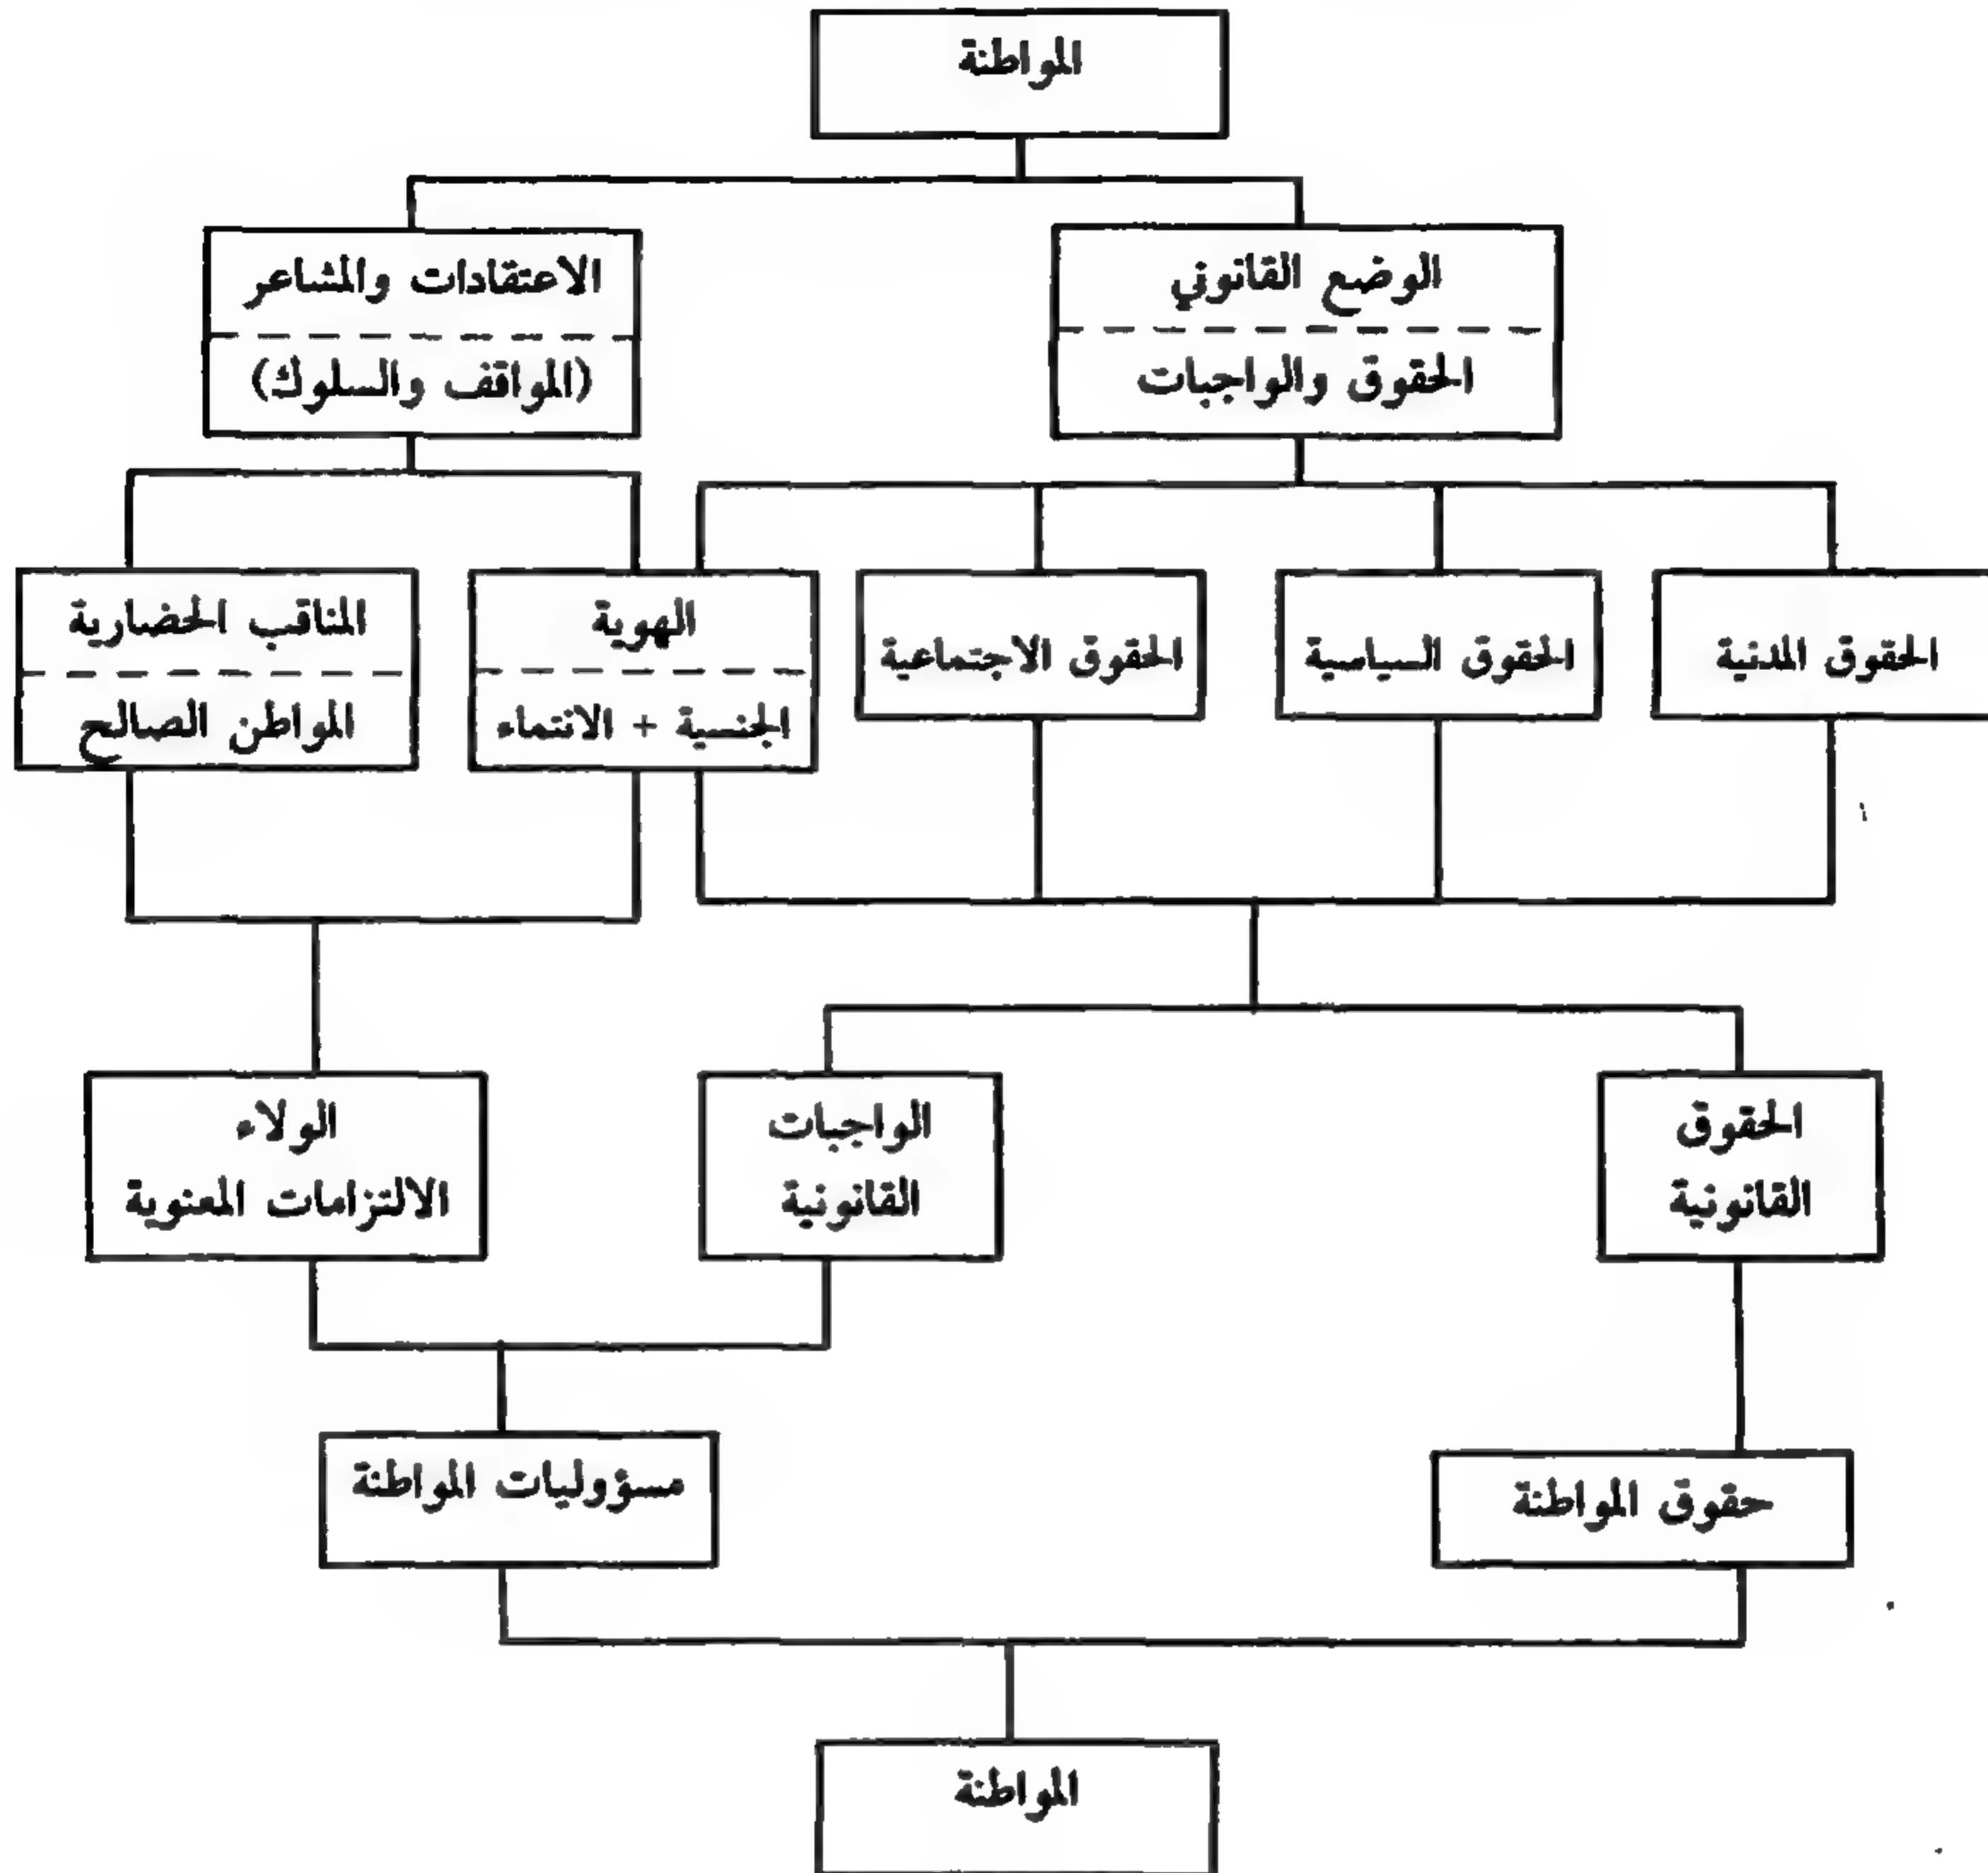 المواطنة
الوضع القانوني
الحقوق والواجبات
الاعتقادات والمشاعر
(المواقف والسلوك)
الحقوق المدنية
الحقوق السياسية
الحقوق الاجتماعية
الهوية
الجنسية + الانتماء
المناقب الحضارية
المواطن الصالح
الحقوق
القانونية
الواجبات
القانونية
الولاء
الالتزامات المعنوية
حقوق المواطنة
مسؤوليات المواطنة
المواطنة